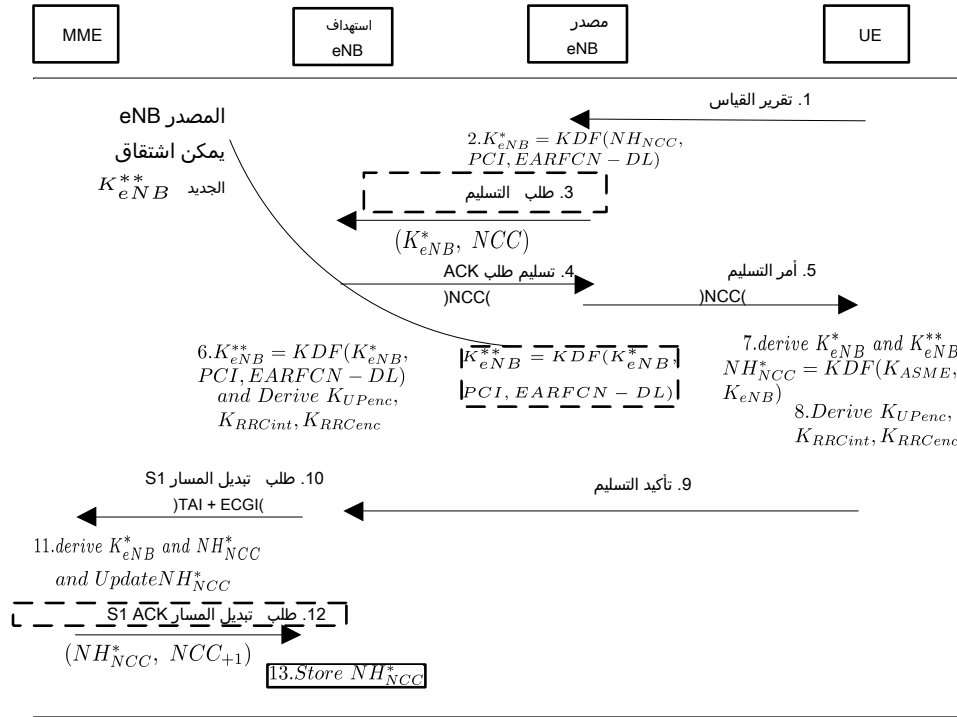 MME
استهداف
eNB
مصدر
eNB
UE
1. تقرير القياس
المصدر eNB
يمكن اشتقاق
الجديد K**eNB
2.K*eNB = KDF(NHNCC,
PCI, EARFCN − DL)
3. طلب التسليم
(K*eNB, NCC)
4. تسليم طلب ACK
)NCC(
5. أمر التسليم
)NCC(
6.K**eNB = KDF(K*eNB,
PCI, EARFCN − DL)
and Derive KUPenc,
KRRCint, KRRCenc
K**eNB = KDF(K*eNB,
PCI, EARFCN − DL)
7.derive K*eNB and K**eNB
NH*NCC = KDF(KASME,
KeNB)
8.Derive KUPenc,
KRRCint, KRRCenc
9. تأكيد التسليم
10. طلب تبديل المسار S1
)TAI + ECGI(
11.derive K*eNB and NH*NCC
and UpdateNH*NCC
12. طلب تبديل المسار S1 ACK
(NH*NCC, NCC+1)
13.Store NH*NCC